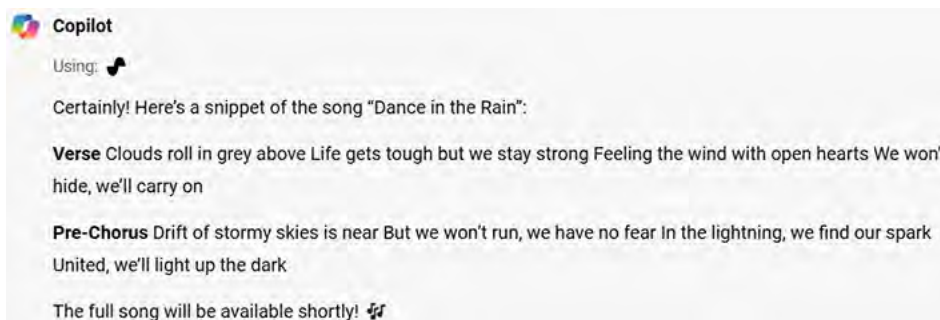 Copilot
Using:
Certainly! Here's a snippet of the song “Dance in the Rain”:
Verse Clouds roll in grey above Life gets tough but we stay strong Feeling the wind with open hearts We won'
hide, we'll carry on
Pre-Chorus Drift of stormy skies is near But we won't run, we have no fear In the lightning, we find our spark
United, we'll light up the dark
The full song will be available shortly! 🎶